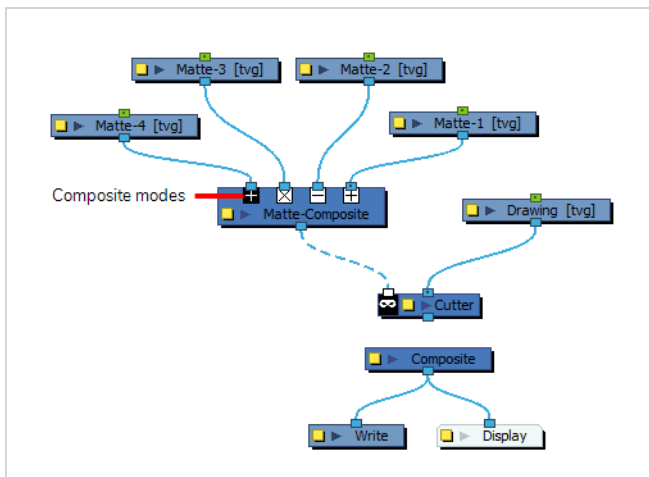 Matte-3 [tvg]
Matte-2 [tvg]
Matte-4 [tvg]
Matte-1 [tvg]
Composite modes
Matte-Composite
Drawing [tvg]
Cutter
Composite
Write
Display